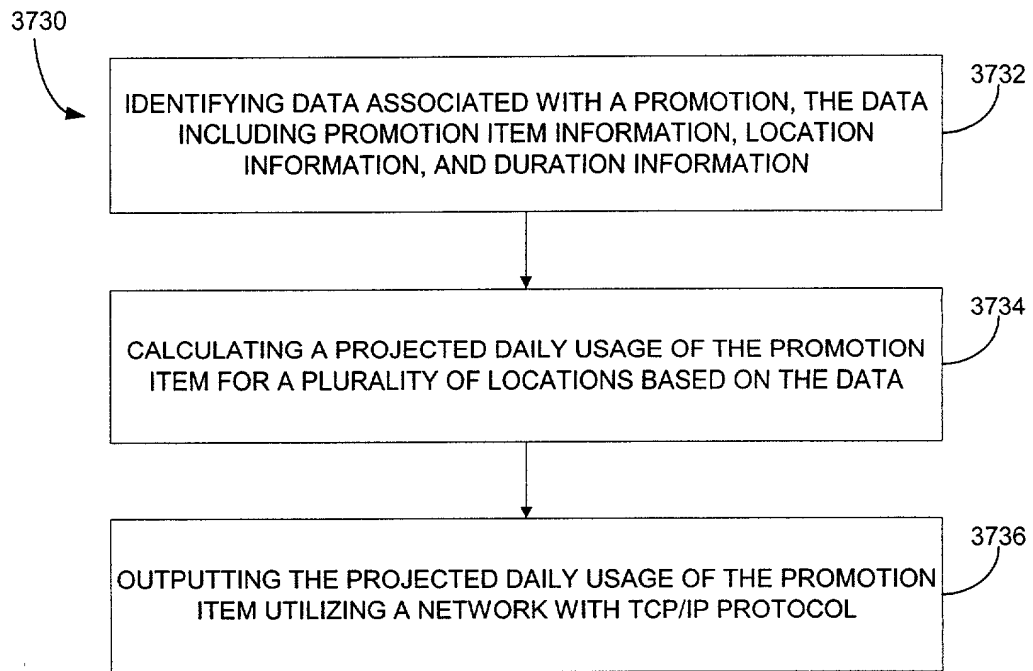 3730
3732
IDENTIFYING DATA ASSOCIATED WITH A PROMOTION, THE DATA
INCLUDING PROMOTION ITEM INFORMATION, LOCATION
INFORMATION, AND DURATION INFORMATION
3734
CALCULATING A PROJECTED DAILY USAGE OF THE PROMOTION
ITEM FOR A PLURALITY OF LOCATIONS BASED ON THE DATA
3736
OUTPUTTING THE PROJECTED DAILY USAGE OF THE PROMOTION
ITEM UTILIZING A NETWORK WITH TCP/IP PROTOCOL